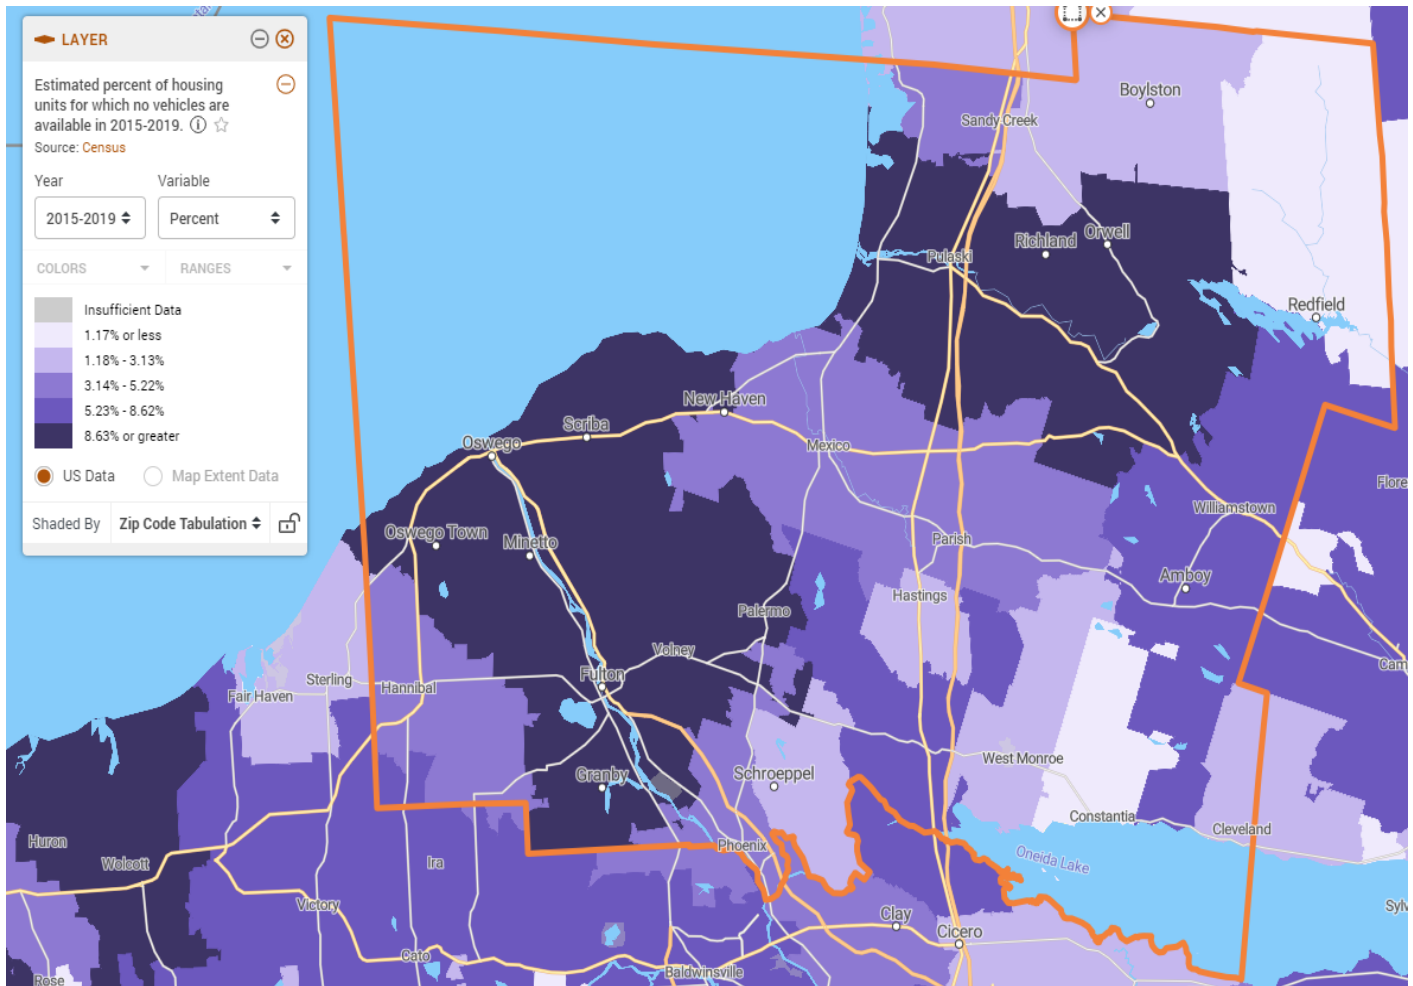 LAYER
Estimated percent of housing
units for which no vehicles are
available in 2015-2019.
Source: Census
Year
Variable
2015-2019
Percent
COLORS
RANGES
Insufficient Data
1.17% or less
1.18% - 3.13%
3.14% - 5.22%
5.23% - 8.62%
8.63% or greater
US Data
Map Extent Data
Shaded By
Zip Code Tabulation
Boylston
Sandy Creek
Richland
Orwell
Pulaski
Redfield
New Haven
Scriba
Oswego
Mexico
Flore
Williamstown
Oswego Town
Minetto
Parish
Amboy
Hastings
Palermo
Volney
Fulton
Cam
Sterling
Hannibal
Fair Haven
West Monroe
Schroeppel
Granby
Constantia
Cleveland
Huron
Wolcott
Ira
Phoenix
Oneida Lake
Victory
Clay
Sylv
Cicero
Cato
Baldwinsville
Rose